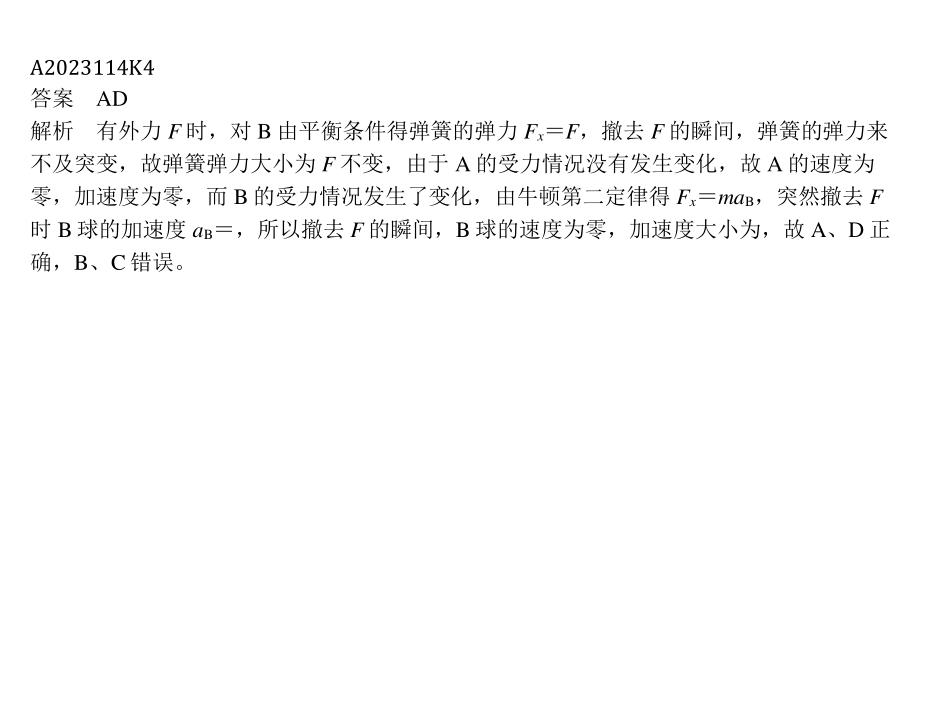 A2023114K4
答案　AD
解析　有外力 F 时，对 B 由平衡条件得弹簧的弹力 Fₓ＝F，撤去 F 的瞬间，弹簧的弹力来
不及突变，故弹簧弹力大小为 F 不变，由于 A 的受力情况没有发生变化，故 A 的速度为
零，加速度为零，而 B 的受力情况发生了变化，由牛顿第二定律得 Fₓ＝maB，突然撤去 F
时 B 球的加速度 aB＝，所以撤去 F 的瞬间，B 球的速度为零，加速度大小为，故 A、D 正
确，B、C 错误。